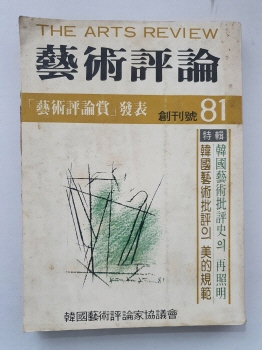 THE ARTS REVIEW
藝術評論
「藝術評論賞」發表
創刊號 81
特輯
韓國藝術批評史의 再照明
韓國藝術批評의 美的規範
韓國藝術評論家協議會